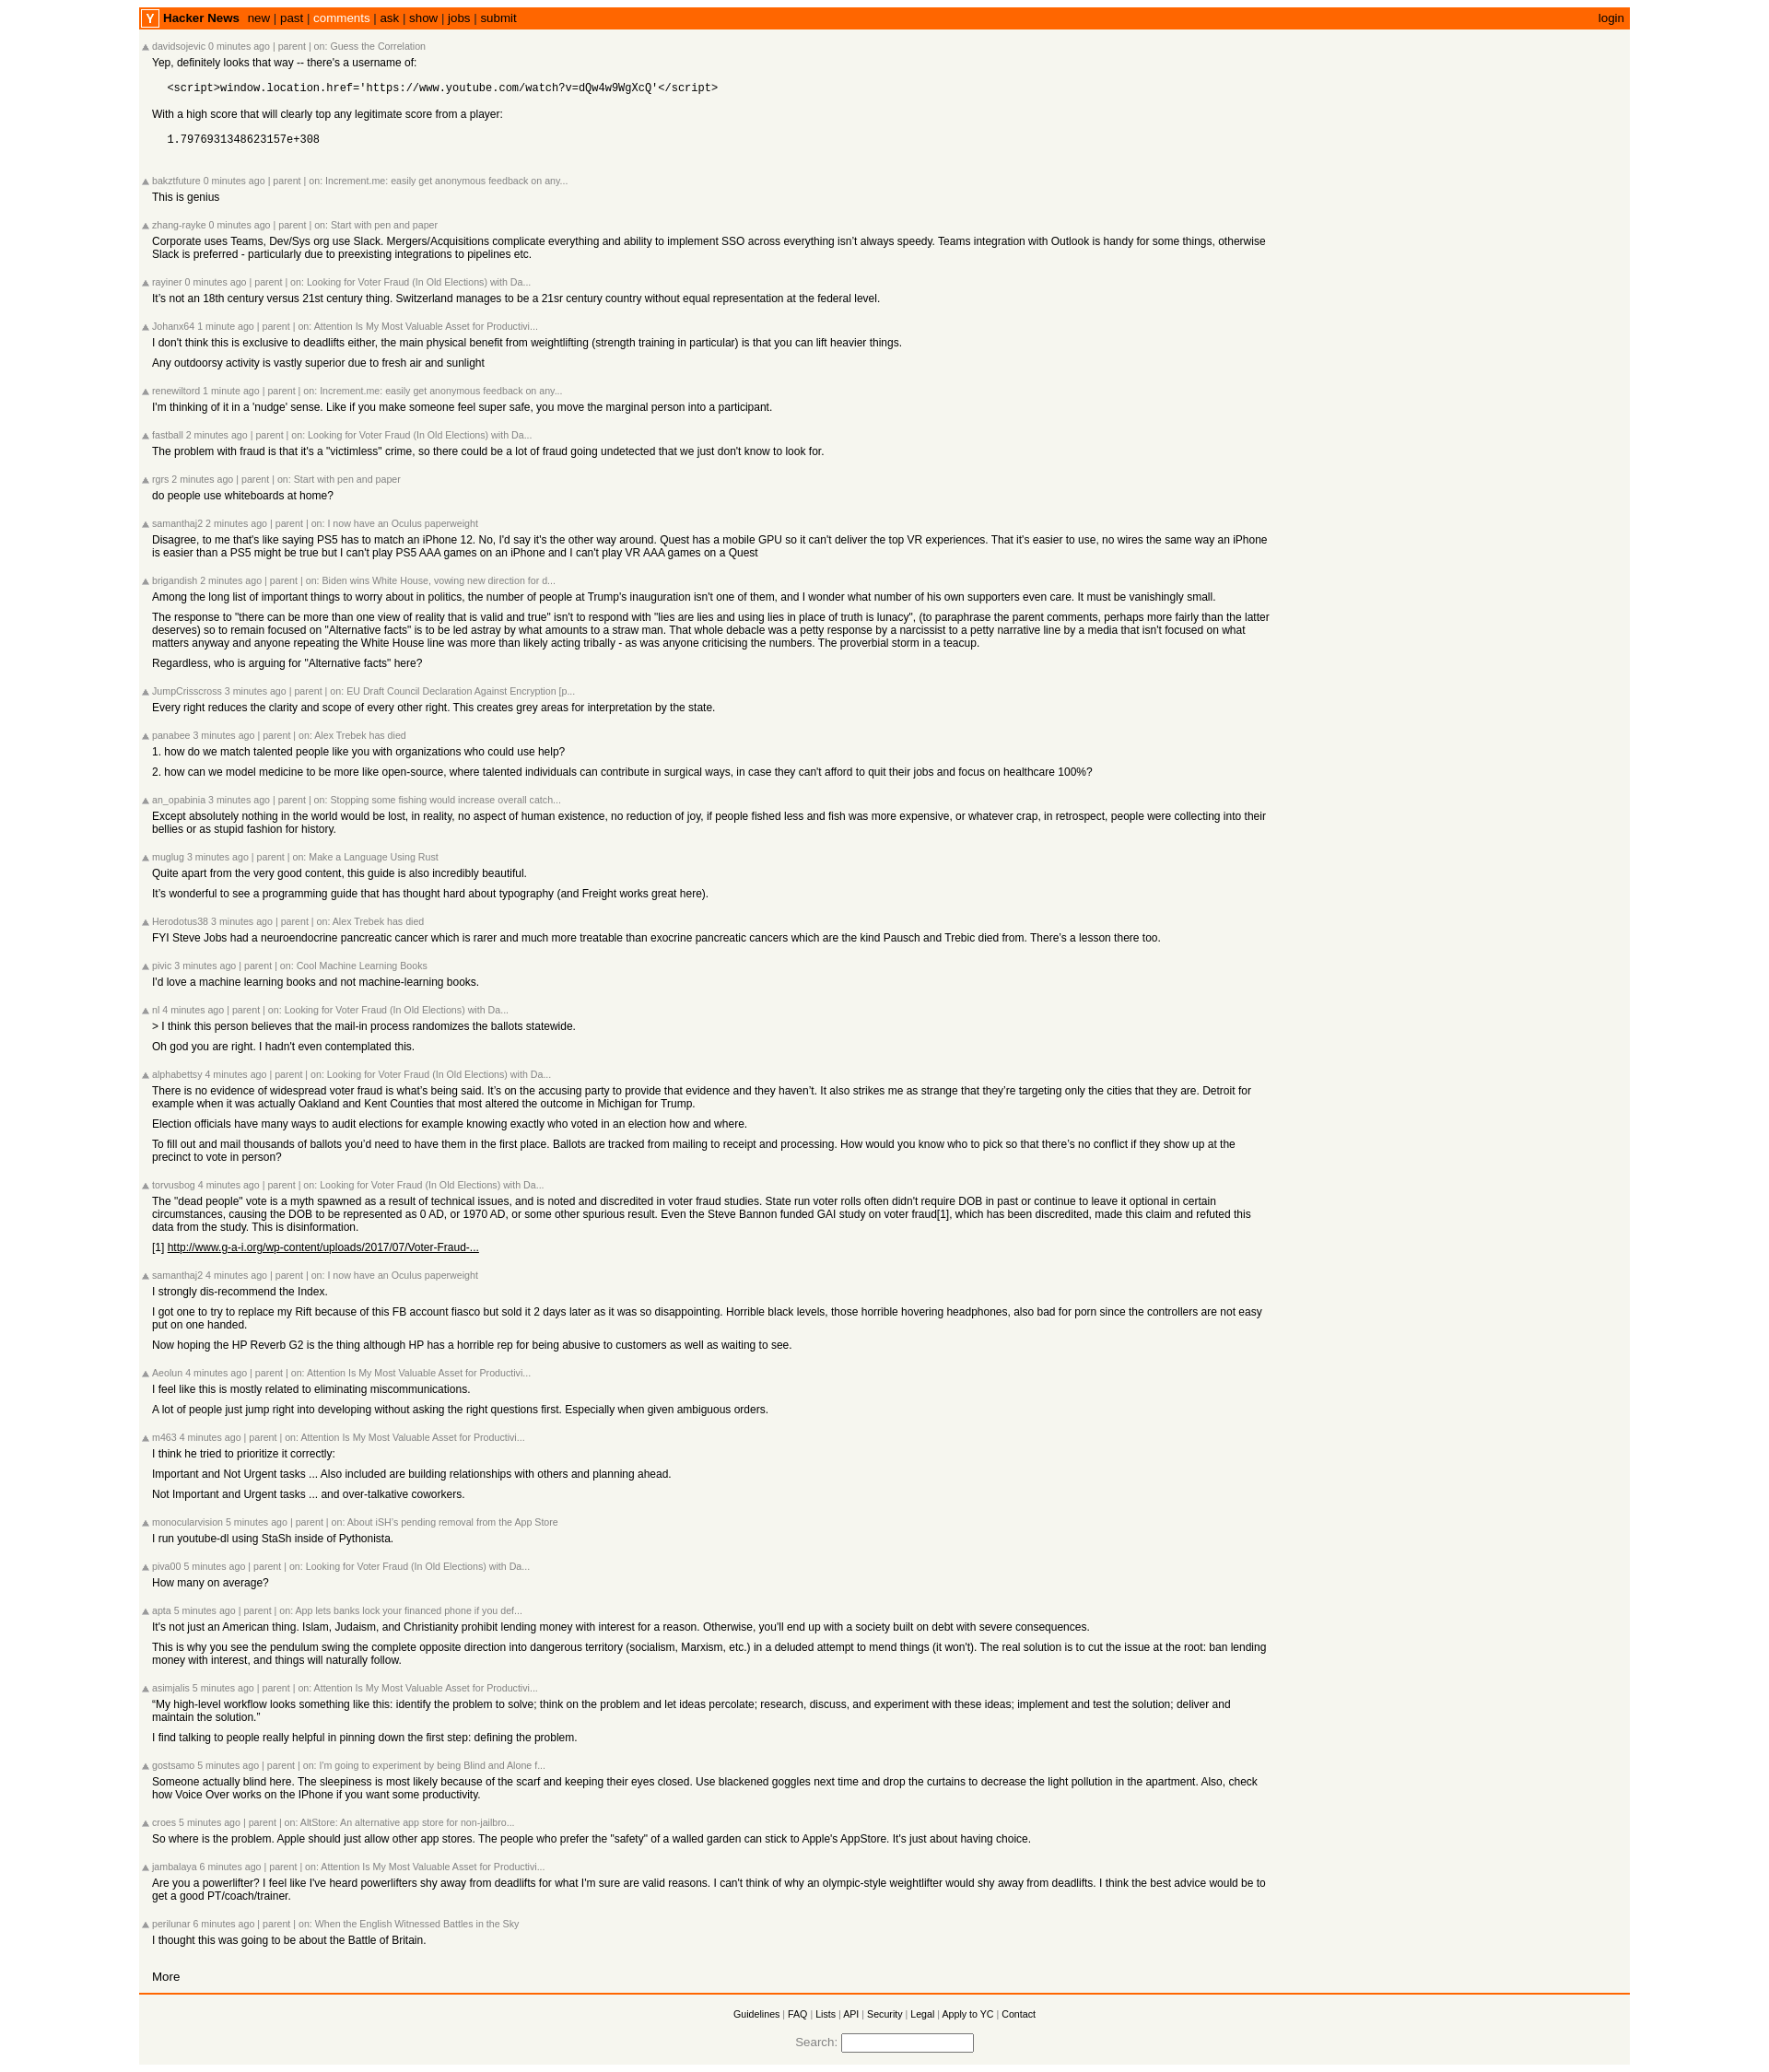 Y Hacker News new | past | comments | ask | show | jobs | submit login
davidsojevic 0 minutes ago | parent | on: Guess the Correlation
Yep, definitely looks that way -- there's a username of:
<script>window.location.href='https://www.youtube.com/watch?v=dQw4w9WgXcQ'</script>
With a high score that will clearly top any legitimate score from a player:
1.7976931348623157e+308
bakztfuture 0 minutes ago | parent | on: Increment.me: easily get anonymous feedback on any...
This is genius
zhang-rayke 0 minutes ago | parent | on: Start with pen and paper
Corporate uses Teams, Dev/Sys org use Slack. Mergers/Acquisitions complicate everything and ability to implement SSO across everything isn't always speedy. Teams integration with Outlook is handy for some things, otherwise
Slack is preferred - particularly due to preexisting integrations to pipelines etc.
rayiner 0 minutes ago | parent | on: Looking for Voter Fraud (In Old Elections) with Da...
It's not an 18th century versus 21st century thing. Switzerland manages to be a 21sr century country without equal representation at the federal level.
Johanx64 1 minute ago | parent | on: Attention Is My Most Valuable Asset for Productivi...
I don't think this is exclusive to deadlifts either, the main physical benefit from weightlifting (strength training in particular) is that you can lift heavier things.
Any outdoorsy activity is vastly superior due to fresh air and sunlight
renewiltord 1 minute ago | parent | on: Increment.me: easily get anonymous feedback on any...
I'm thinking of it in a 'nudge' sense. Like if you make someone feel super safe, you move the marginal person into a participant.
fastball 2 minutes ago | parent | on: Looking for Voter Fraud (In Old Elections) with Da...
The problem with fraud is that it's a "victimless" crime, so there could be a lot of fraud going undetected that we just don't know to look for.
rgrs 2 minutes ago | parent | on: Start with pen and paper
do people use whiteboards at home?
samanthaj2 2 minutes ago | parent | on: I now have an Oculus paperweight
Disagree, to me that's like saying PS5 has to match an iPhone 12. No, I'd say it's the other way around. Quest has a mobile GPU so it can't deliver the top VR experiences. That it's easier to use, no wires the same way an iPhone
is easier than a PS5 might be true but I can't play PS5 AAA games on an iPhone and I can't play VR AAA games on a Quest
brigandish 2 minutes ago | parent | on: Biden wins White House, vowing new direction for d...
Among the long list of important things to worry about in politics, the number of people at Trump's inauguration isn't one of them, and I wonder what number of his own supporters even care. It must be vanishingly small.
The response to "there can be more than one view of reality that is valid and true" isn't to respond with "lies are lies and using lies in place of truth is lunacy", (to paraphrase the parent comments, perhaps more fairly than the latter
deserves) so to remain focused on "Alternative facts" is to be led astray by what amounts to a straw man. That whole debacle was a petty response by a narcissist to a petty narrative line by a media that isn't focused on what
matters anyway and anyone repeating the White House line was more than likely acting tribally - as was anyone criticising the numbers. The proverbial storm in a teacup.
Regardless, who is arguing for "Alternative facts" here?
JumpCrisscross 3 minutes ago | parent | on: EU Draft Council Declaration Against Encryption [p...
Every right reduces the clarity and scope of every other right. This creates grey areas for interpretation by the state.
panabee 3 minutes ago | parent | on: Alex Trebek has died
1. how do we match talented people like you with organizations who could use help?
2. how can we model medicine to be more like open-source, where talented individuals can contribute in surgical ways, in case they can't afford to quit their jobs and focus on healthcare 100%?
an_opabinia 3 minutes ago | parent | on: Stopping some fishing would increase overall catch...
Except absolutely nothing in the world would be lost, in reality, no aspect of human existence, no reduction of joy, if people fished less and fish was more expensive, or whatever crap, in retrospect, people were collecting into their
bellies or as stupid fashion for history.
muglug 3 minutes ago | parent | on: Make a Language Using Rust
Quite apart from the very good content, this guide is also incredibly beautiful.
It's wonderful to see a programming guide that has thought hard about typography (and Freight works great here).
Herodotus38 3 minutes ago | parent | on: Alex Trebek has died
FYI Steve Jobs had a neuroendocrine pancreatic cancer which is rarer and much more treatable than exocrine pancreatic cancers which are the kind Pausch and Trebic died from. There's a lesson there too.
pivic 3 minutes ago | parent | on: Cool Machine Learning Books
I'd love a machine learning books and not machine-learning books.
nl 4 minutes ago | parent | on: Looking for Voter Fraud (In Old Elections) with Da...
> I think this person believes that the mail-in process randomizes the ballots statewide.
Oh god you are right. I hadn't even contemplated this.
alphabettsy 4 minutes ago | parent | on: Looking for Voter Fraud (In Old Elections) with Da...
There is no evidence of widespread voter fraud is what's being said. It's on the accusing party to provide that evidence and they haven't. It also strikes me as strange that they're targeting only the cities that they are. Detroit for
example when it was actually Oakland and Kent Counties that most altered the outcome in Michigan for Trump.
Election officials have many ways to audit elections for example knowing exactly who voted in an election how and where.
To fill out and mail thousands of ballots you'd need to have them in the first place. Ballots are tracked from mailing to receipt and processing. How would you know who to pick so that there's no conflict if they show up at the
precinct to vote in person?
torvusbog 4 minutes ago | parent | on: Looking for Voter Fraud (In Old Elections) with Da...
The "dead people" vote is a myth spawned as a result of technical issues, and is noted and discredited in voter fraud studies. State run voter rolls often didn't require DOB in past or continue to leave it optional in certain
circumstances, causing the DOB to be represented as 0 AD, or 1970 AD, or some other spurious result. Even the Steve Bannon funded GAI study on voter fraud[1], which has been discredited, made this claim and refuted this
data from the study. This is disinformation.
[1] http://www.g-a-i.org/wp-content/uploads/2017/07/Voter-Fraud-...
samanthaj2 4 minutes ago | parent | on: I now have an Oculus paperweight
I strongly dis-recommend the Index.
I got one to try to replace my Rift because of this FB account fiasco but sold it 2 days later as it was so disappointing. Horrible black levels, those horrible hovering headphones, also bad for porn since the controllers are not easy
put on one handed.
Now hoping the HP Reverb G2 is the thing although HP has a horrible rep for being abusive to customers as well as waiting to see.
Aeolun 4 minutes ago | parent | on: Attention Is My Most Valuable Asset for Productivi...
I feel like this is mostly related to eliminating miscommunications.
A lot of people just jump right into developing without asking the right questions first. Especially when given ambiguous orders.
m463 4 minutes ago | parent | on: Attention Is My Most Valuable Asset for Productivi...
I think he tried to prioritize it correctly:
Important and Not Urgent tasks ... Also included are building relationships with others and planning ahead.
Not Important and Urgent tasks ... and over-talkative coworkers.
monocularvision 5 minutes ago | parent | on: About iSH's pending removal from the App Store
I run youtube-dl using StaSh inside of Pythonista.
piva00 5 minutes ago | parent | on: Looking for Voter Fraud (In Old Elections) with Da...
How many on average?
apta 5 minutes ago | parent | on: App lets banks lock your financed phone if you def...
It's not just an American thing. Islam, Judaism, and Christianity prohibit lending money with interest for a reason. Otherwise, you'll end up with a society built on debt with severe consequences.
This is why you see the pendulum swing the complete opposite direction into dangerous territory (socialism, Marxism, etc.) in a deluded attempt to mend things (it won't). The real solution is to cut the issue at the root: ban lending
money with interest, and things will naturally follow.
asimjalis 5 minutes ago | parent | on: Attention Is My Most Valuable Asset for Productivi...
“My high-level workflow looks something like this: identify the problem to solve; think on the problem and let ideas percolate; research, discuss, and experiment with these ideas; implement and test the solution; deliver and
maintain the solution.”
I find talking to people really helpful in pinning down the first step: defining the problem.
gostsamo 5 minutes ago | parent | on: I'm going to experiment by being Blind and Alone f...
Someone actually blind here. The sleepiness is most likely because of the scarf and keeping their eyes closed. Use blackened goggles next time and drop the curtains to decrease the light pollution in the apartment. Also, check
how Voice Over works on the IPhone if you want some productivity.
croes 5 minutes ago | parent | on: AltStore: An alternative app store for non-jailbro...
So where is the problem. Apple should just allow other app stores. The people who prefer the "safety" of a walled garden can stick to Apple's AppStore. It's just about having choice.
jambalaya 6 minutes ago | parent | on: Attention Is My Most Valuable Asset for Productivi...
Are you a powerlifter? I feel like I've heard powerlifters shy away from deadlifts for what I'm sure are valid reasons. I can't think of why an olympic-style weightlifter would shy away from deadlifts. I think the best advice would be to
get a good PT/coach/trainer.
perilunar 6 minutes ago | parent | on: When the English Witnessed Battles in the Sky
I thought this was going to be about the Battle of Britain.
More
Guidelines | FAQ | Lists | API | Security | Legal | Apply to YC | Contact
Search: